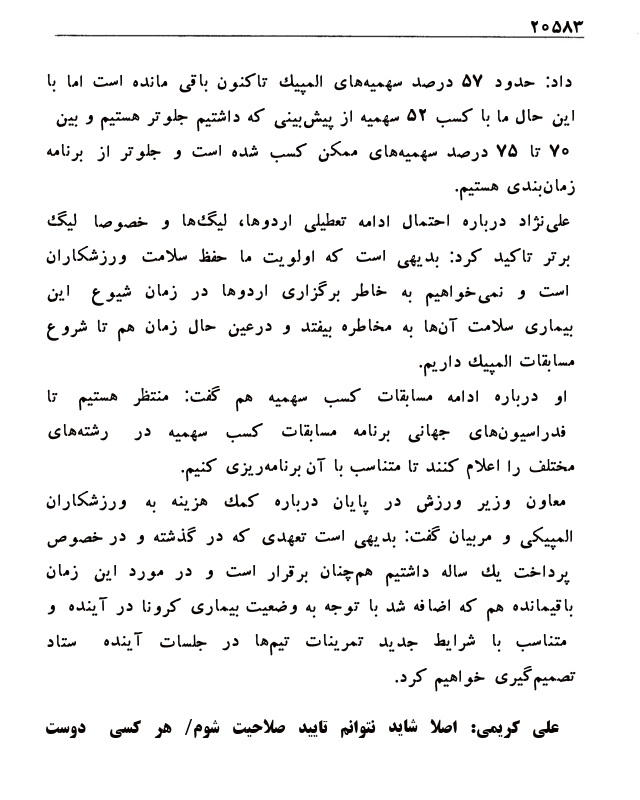 ۲۰۵۸۳
داد: حدود ۵۷ درصد سهمیه‌های المپیك تاکنون باقی مانده است اما با
این حال ما با کسب ۵۲ سهمیه از پیش‌بینی که داشتیم جلوتر هستیم و بین
۷۰ تا ۷۵ درصد سهمیه‌های ممکن کسب شده است و جلوتر از برنامه
زمان‌بندی هستیم.
علی‌نژاد درباره احتمال ادامه تعطیلی اردوها، لیگ‌ها و خصوصا لیگ
برتر تاکید کرد: بدیهی است که اولویت ما حفظ سلامت ورزشکاران
است و نمی‌خواهیم به خاطر برگزاری اردوها در زمان شیوع این
بیماری سلامت آن‌ها به مخاطره بیفتد و درعین حال زمان هم تا شروع
مسابقات المپیك داریم.
او درباره ادامه مسابقات کسب سهمیه هم گفت: منتظر هستیم تا
فدراسیون‌های جهانی برنامه مسابقات کسب سهمیه در رشته‌های
مختلف را اعلام کنند تا متناسب با آن برنامه‌ریزی کنیم.
معاون وزیر ورزش در پایان درباره کمك هزینه به ورزشکاران
المپیکی و مربیان گفت: بدیهی است تعهدی که در گذشته و در خصوص
پرداخت یك ساله داشتیم هم‌چنان برقرار است و در مورد این زمان
باقیمانده هم که اضافه شد با توجه به وضعیت بیماری کرونا در آینده و
متناسب با شرایط جدید تمرینات تیم‌ها در جلسات آینده ستاد
تصمیم‌گیری خواهیم کرد.
علی کریمی: اصلا شاید نتوانم تایید صلاحیت شوم/ هر کسی دوست